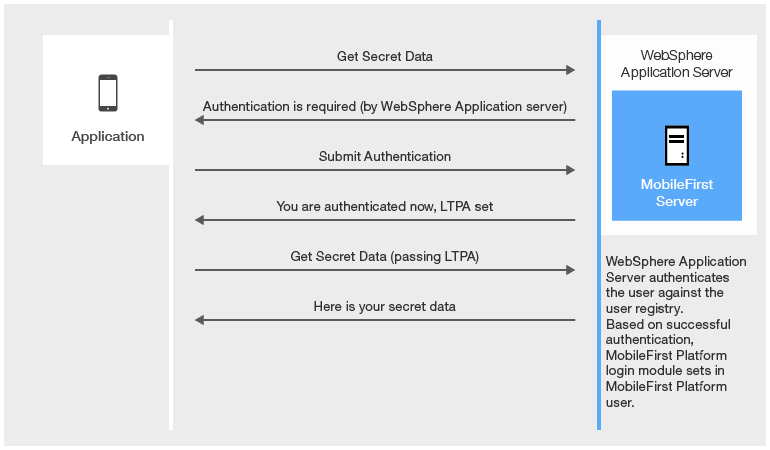 Application
Get Secret Data
Authentication is required (by WebSphere Application server)
Submit Authentication
You are authenticated now, LTPA set
Get Secret Data (passing LTPA)
Here is your secret data
WebSphere
Application Server
MobileFirst
Server
WebSphere Application
Server authenticates
the user against the
user registry.
Based on successful
authentication,
MobileFirst Platform
login module sets in
MobileFirst Platform
user.